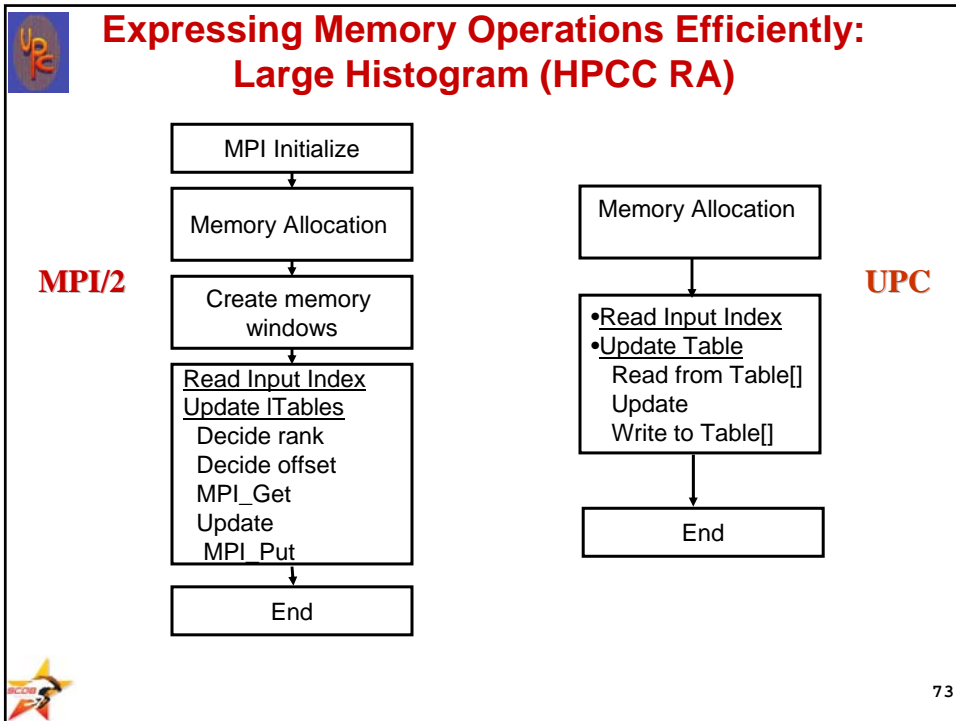 UPC
Expressing Memory Operations Efficiently:
Large Histogram (HPCC RA)
MPI/2
MPI Initialize
Memory Allocation
Create memory
windows
Read Input Index
Update lTables
Decide rank
Decide offset
MPI_Get
Update
MPI_Put
End
UPC
Memory Allocation
•Read Input Index
•Update Table
Read from Table[]
Update
Write to Table[]
End
SC05
73